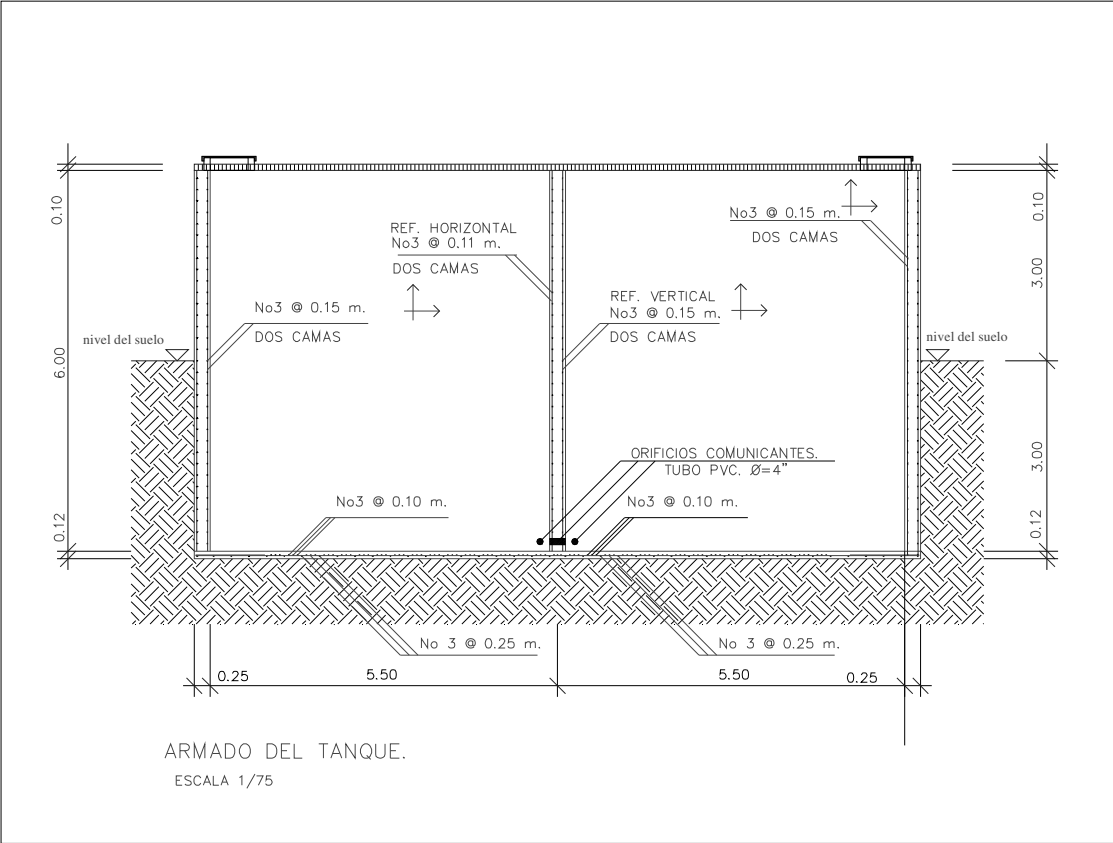 0.10
6.00
0.12
0.10
3.00
3.00
0.12
REF. HORIZONTAL
No3 @ 0.11 m.
DOS CAMAS
No3 @ 0.15 m.
DOS CAMAS
No3 @ 0.15 m.
DOS CAMAS
REF. VERTICAL
No3 @ 0.15 m.
DOS CAMAS
nivel del suelo
nivel del suelo
ORIFICIOS COMUNICANTES.
TUBO PVC. Ø=4"
No3 @ 0.10 m.
No3 @ 0.10 m.
No 3 @ 0.25 m.
No 3 @ 0.25 m.
0.25
5.50
5.50
0.25
ARMADO DEL TANQUE.
ESCALA 1/75